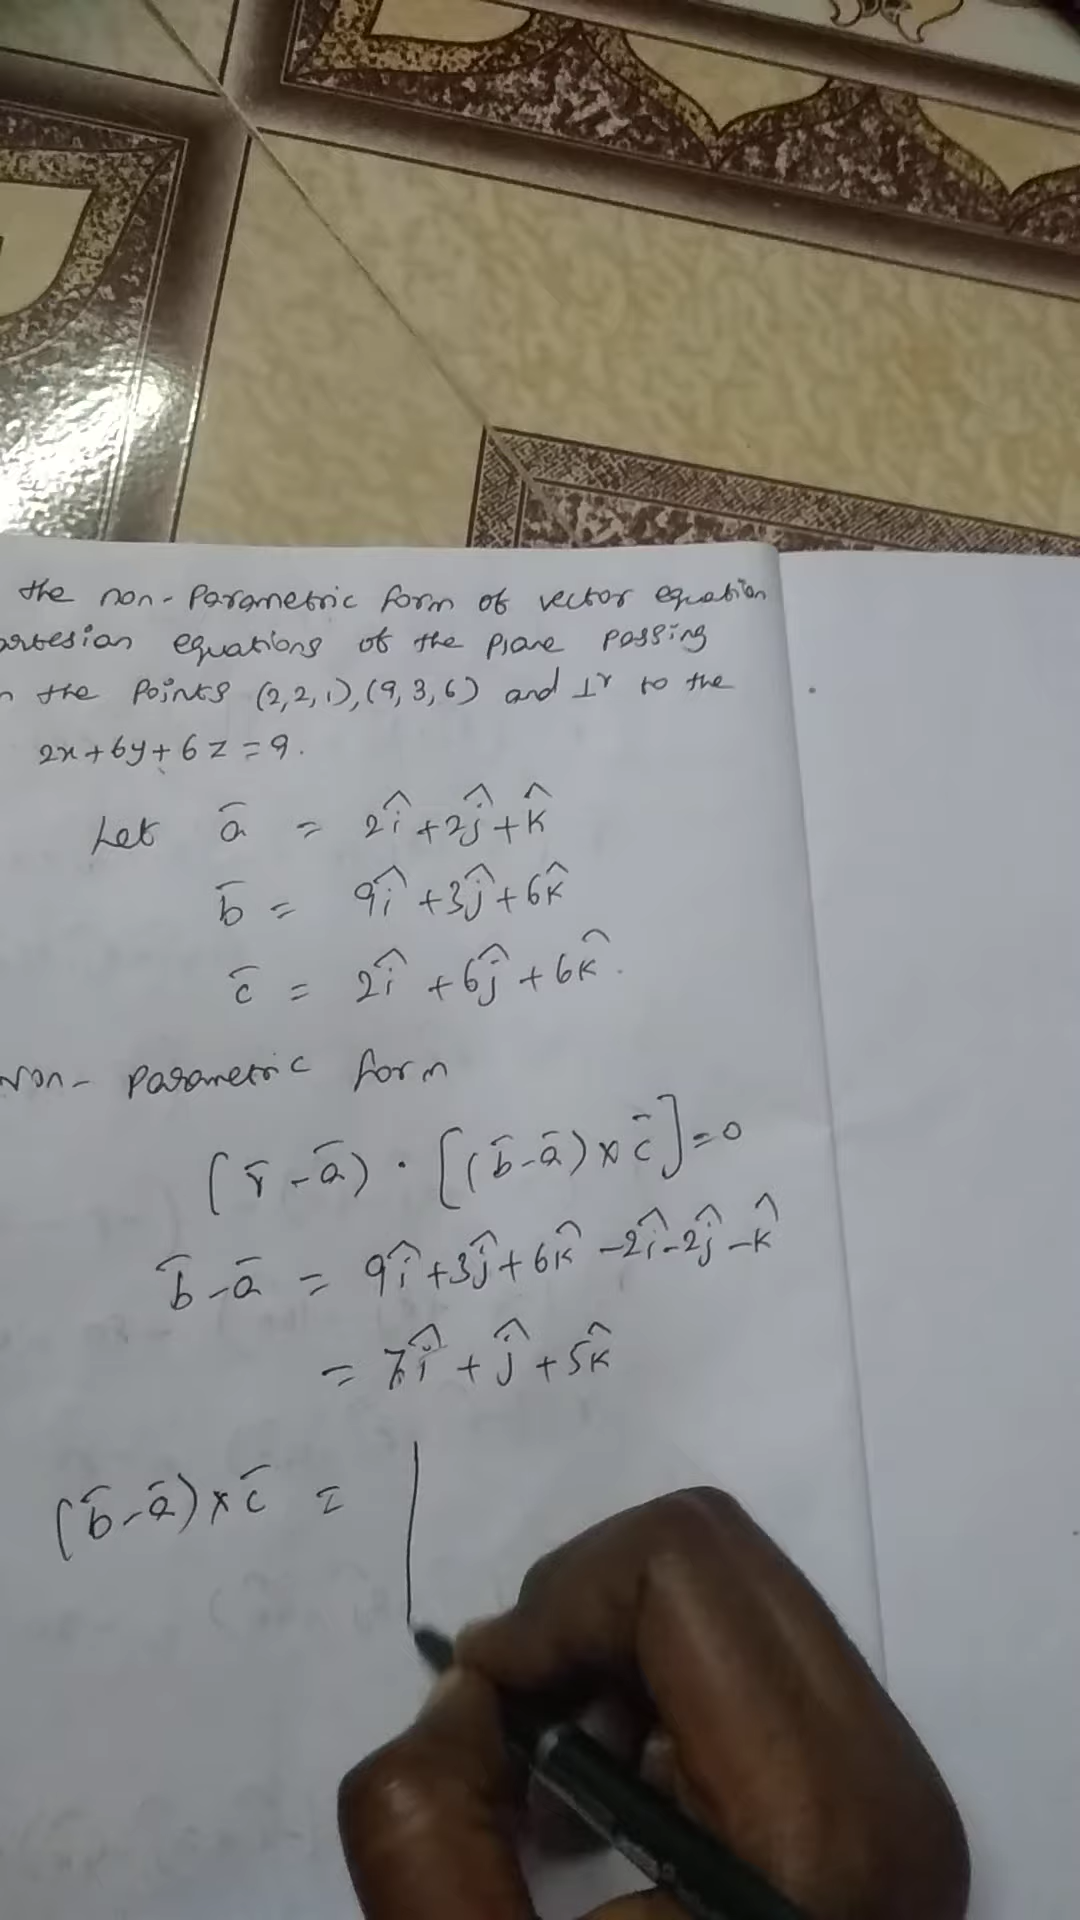 the non-Parametric form of vector equation
artesian equations of the plane passing
the Points (2,2,1), (9,3,6) and ⊥r to the
2x+6y+6z=9.
Let a̅ = 2î+2ĵ+k̂
b̅ = 9î+3ĵ+6k̂
c̅ = 2î+6ĵ+6k̂.
Non-parametric form
(r̅-a̅)·[(b̅-a̅)×c̅]=0
b̅-a̅ = 9î+3ĵ+6k̂-2î-2ĵ-k̂
= 7î+ĵ+5k̂
(b̅-a̅)×c̅ =